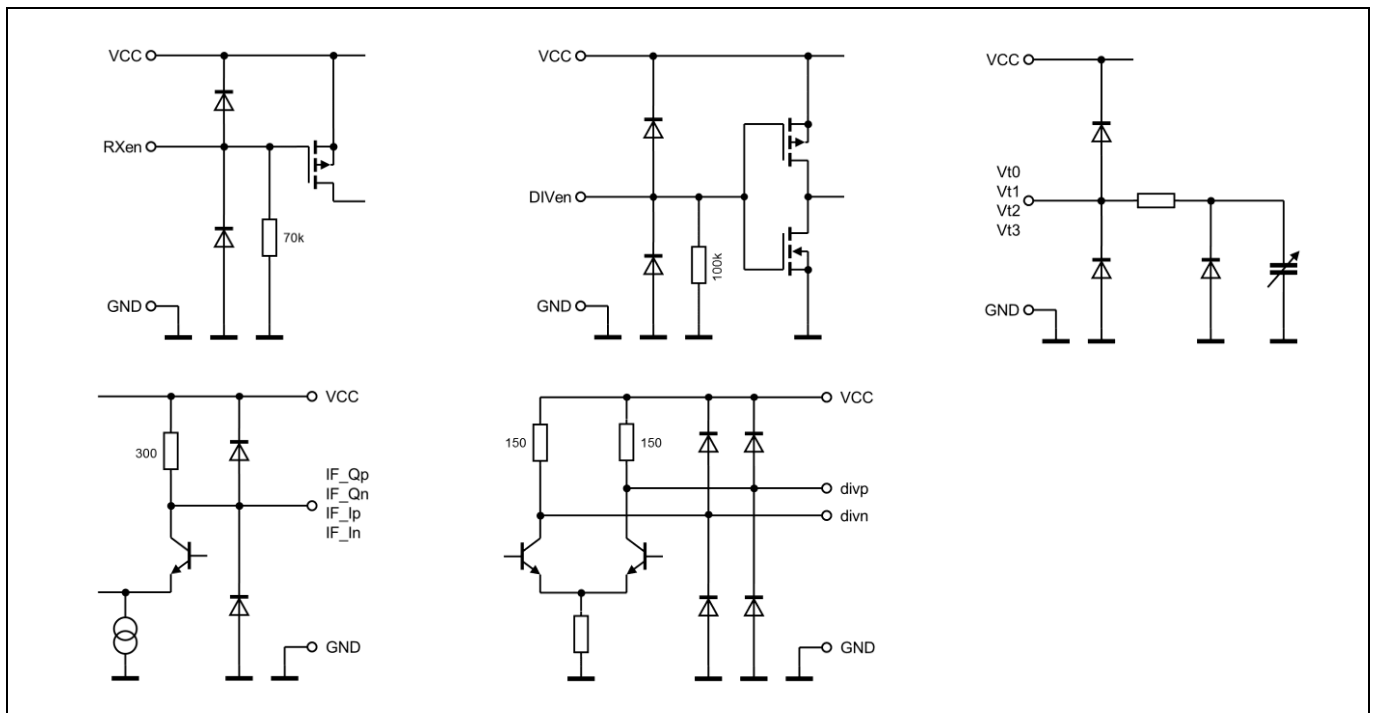 VCC
RXen
70k
GND
VCC
DIVen
100k
GND
VCC
Vt0
Vt1
Vt2
Vt3
GND
VCC
300
IF_Qp
IF_Qn
IF_Ip
IF_In
GND
VCC
150
150
divp
divn
GND